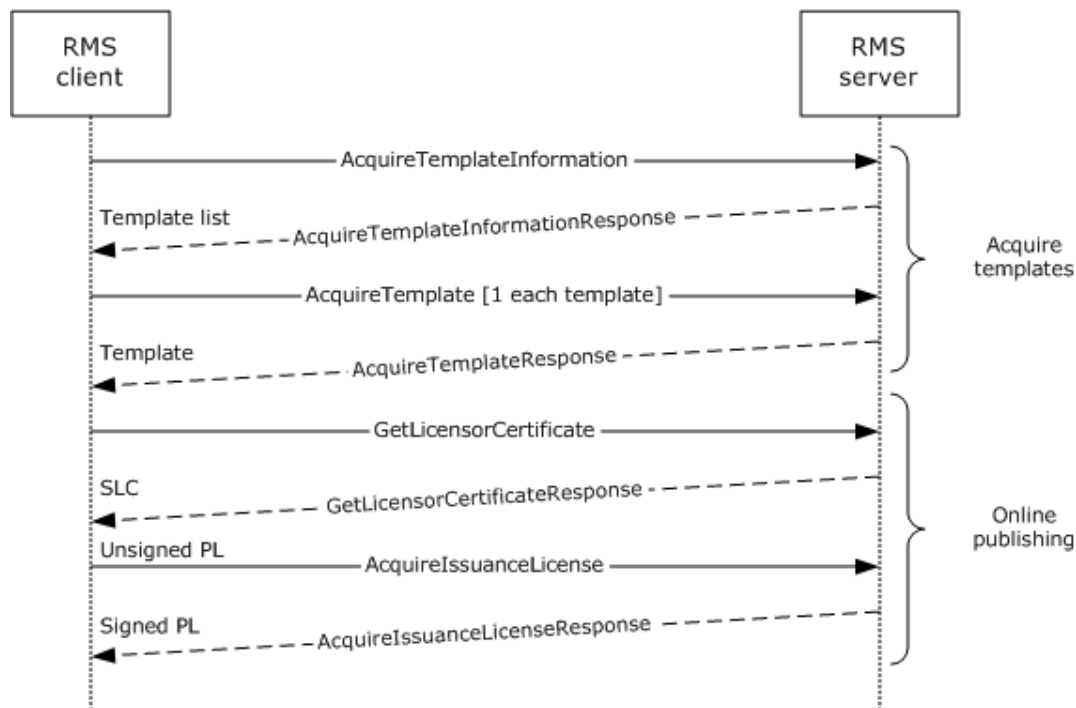 RMS
client
RMS
server
AcquireTemplateInformation
Template list
AcquireTemplateInformationResponse
Acquire
templates
AcquireTemplate [1 each template]
Template
AcquireTemplateResponse
GetLicensorCertificate
SLC
GetLicensorCertificateResponse
Online
publishing
Unsigned PL
AcquireIssuanceLicense
Signed PL
AcquireIssuanceLicenseResponse